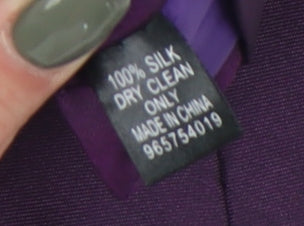 100% SILK
DRY CLEAN
ONLY
MADE IN CHINA
965754019